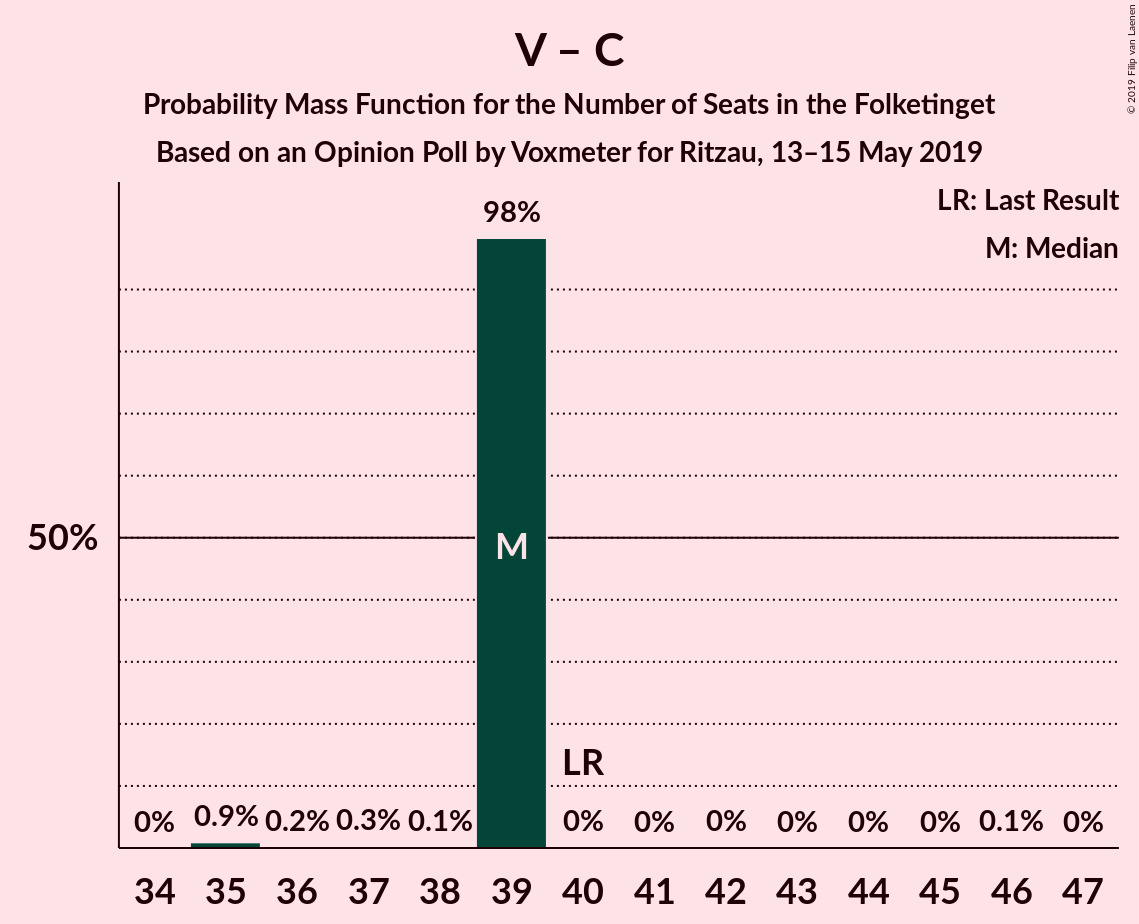 © 2019 Filip van Laenen
V – C
Probability Mass Function for the Number of Seats in the Folketinget
Based on an Opinion Poll by Voxmeter for Ritzau, 13–15 May 2019
LR: Last Result
M: Median
98%
50%
M
LR
0% 0.9% 0.2% 0.3% 0.1% 0% 0% 0% 0% 0% 0% 0.1% 0%
34 35 36 37 38 39 40 41 42 43 44 45 46 47